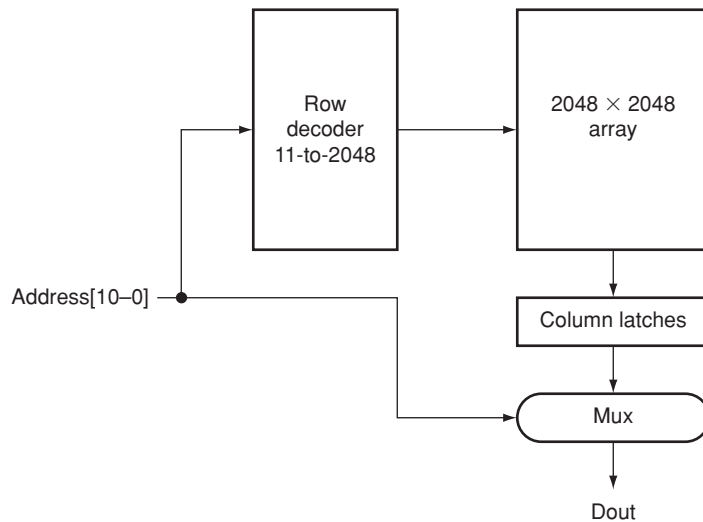 Row
decoder
11-to-2048
2048 × 2048
array
Address[10–0]
Column latches
Mux
Dout